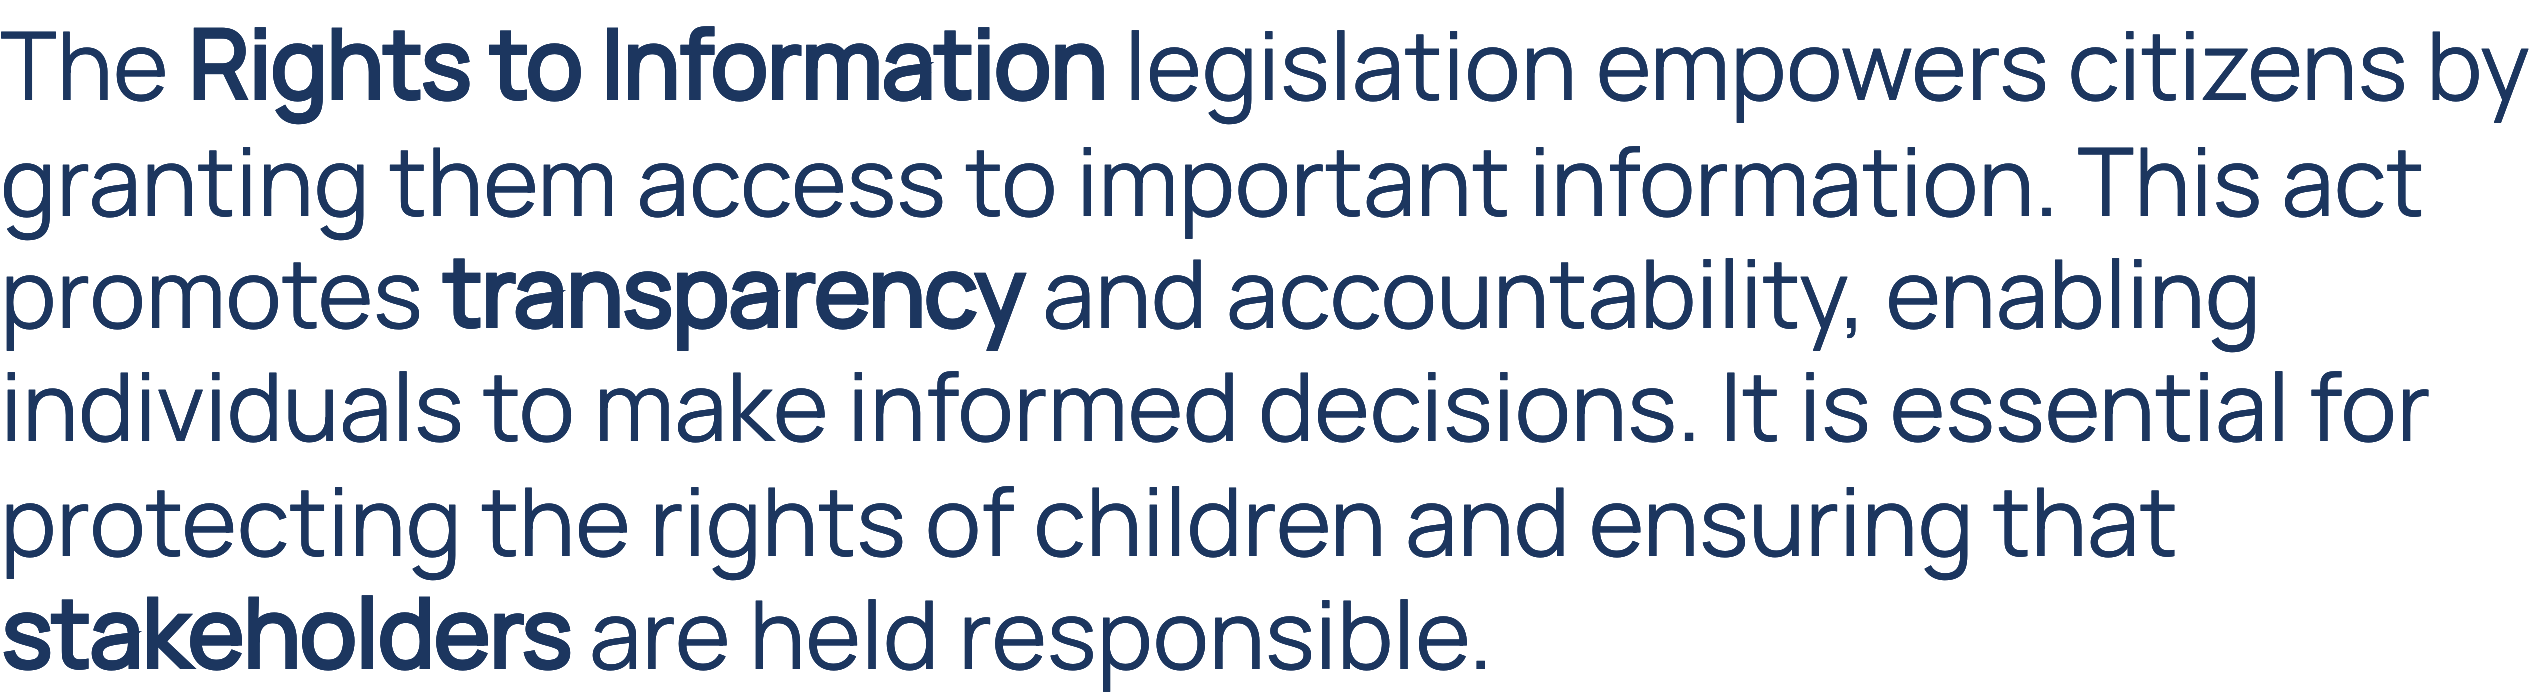 The Rights to Information legislation empowers citizens by
granting them access to important information. This act
promotes transparency and accountability, enabling
individuals to make informed decisions. It is essential for
protecting the rights of children and ensuring that
stakeholders are held responsible.